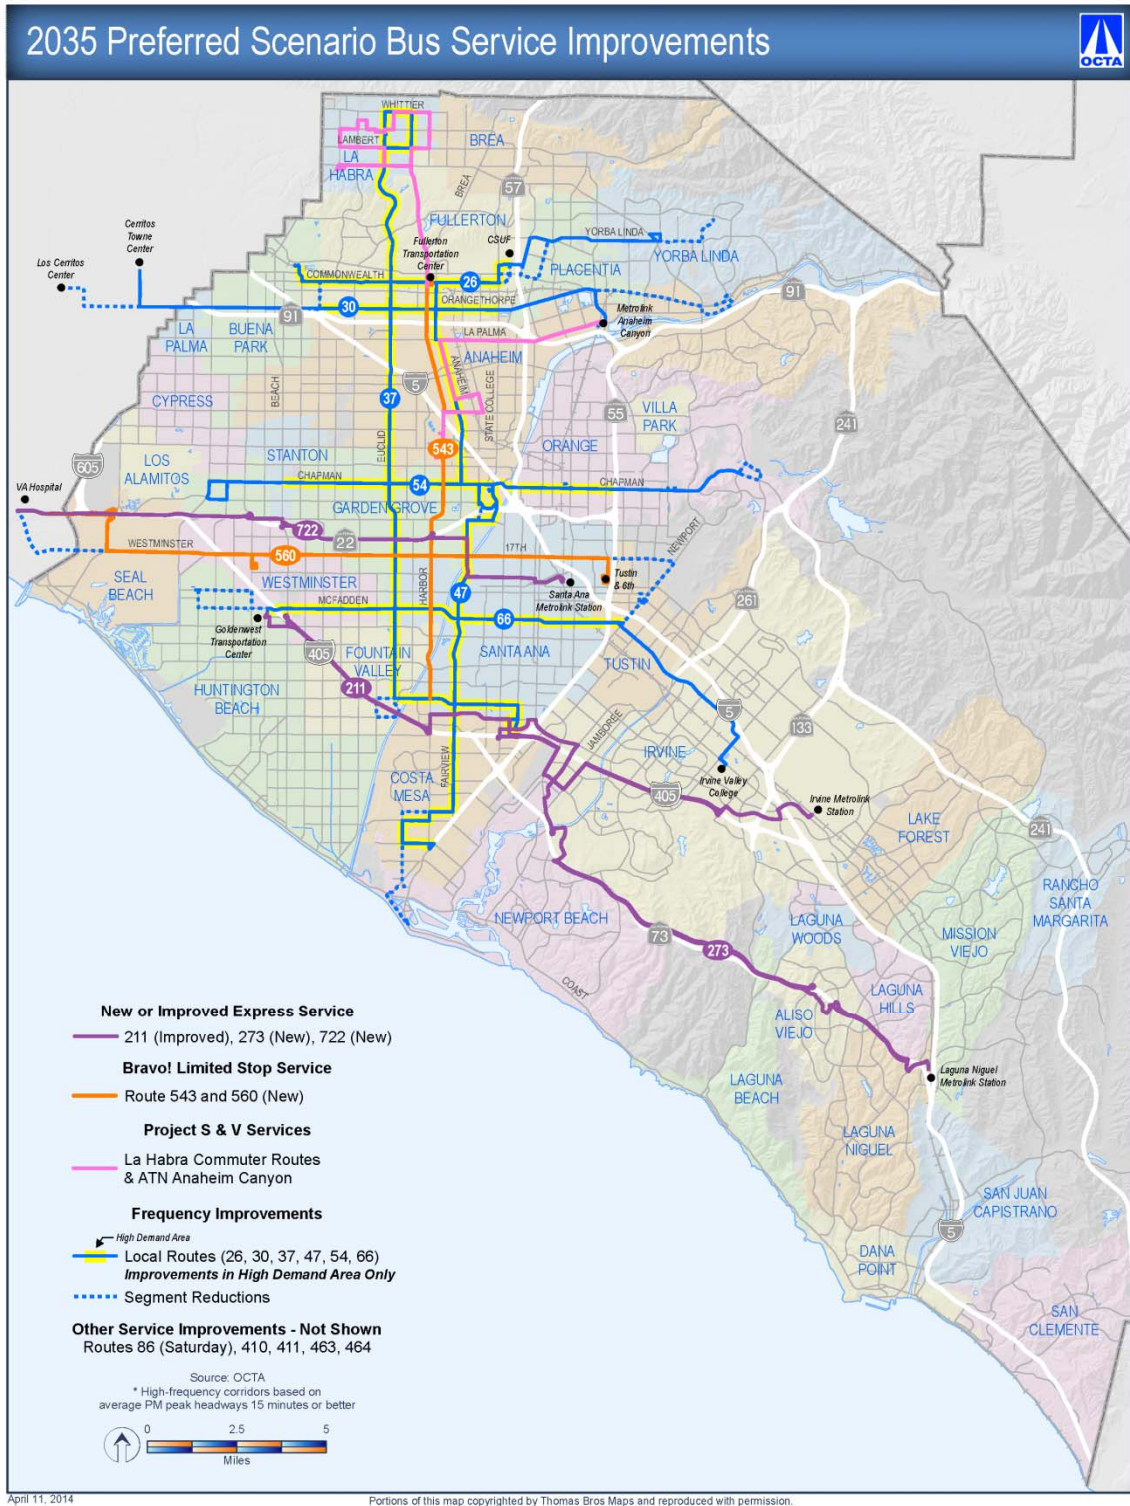 2035 Preferred Scenario Bus Service Improvements
OCTA
WHITTIER
LAMBERT
LA
HABRA
BREA
BREA
57
FULLERTON
Cerritos
Towne
Center
Los Cerritos
Center
Fullerton
Transportation
Center
CSUF
YORBA LINDA
YORBA LINDA
PLACENTIA
COMMONWEALTH
26
ORANGETHORPE
30
91
91
LA
PALMA
BUENA
PARK
LA PALMA
Metrolink
Anaheim
Canyon
ANAHEIM
ANAHEIM
5
BEACH
CYPRESS
37
STATE COLLEGE
55
VILLA
PARK
241
EUCLID
543
ORANGE
STANTON
605
LOS
ALAMITOS
CHAPMAN
54
CHAPMAN
VA Hospital
GARDEN GROVE
722
22
WESTMINSTER
560
17TH
NEWPORT
SEAL
BEACH
WESTMINSTER
HARBOR
47
Santa Ana
Metrolink Station
Tustin
& 6th
MCFADDEN
66
261
Goldenwest
Transportation
Center
405
FOUNTAIN
VALLEY
SANTA ANA
TUSTIN
211
HUNTINGTON
BEACH
5
133
JAMBOREE
IRVINE
COSTA
MESA
FAIRVIEW
405
Irvine Valley
College
Irvine Metrolink
Station
LAKE
FOREST
241
RANCHO
SANTA
MARGARITA
NEWPORT BEACH
73
273
LAGUNA
WOODS
MISSION
VIEJO
COAST
LAGUNA
HILLS
ALISO
VIEJO
LAGUNA
BEACH
Laguna Niguel
Metrolink Station
LAGUNA
NIGUEL
SAN JUAN
CAPISTRANO
5
DANA
POINT
SAN
CLEMENTE
New or Improved Express Service
211 (Improved), 273 (New), 722 (New)
Bravo! Limited Stop Service
Route 543 and 560 (New)
Project S & V Services
La Habra Commuter Routes
& ATN Anaheim Canyon
Frequency Improvements
High Demand Area
Local Routes (26, 30, 37, 47, 54, 66)
Improvements in High Demand Area Only
Segment Reductions
Other Service Improvements - Not Shown
Routes 86 (Saturday), 410, 411, 463, 464
Source: OCTA
* High-frequency corridors based on
average PM peak headways 15 minutes or better
0 2.5 5
Miles
April 11, 2014
Portions of this map copyrighted by Thomas Bros Maps and reproduced with permission.